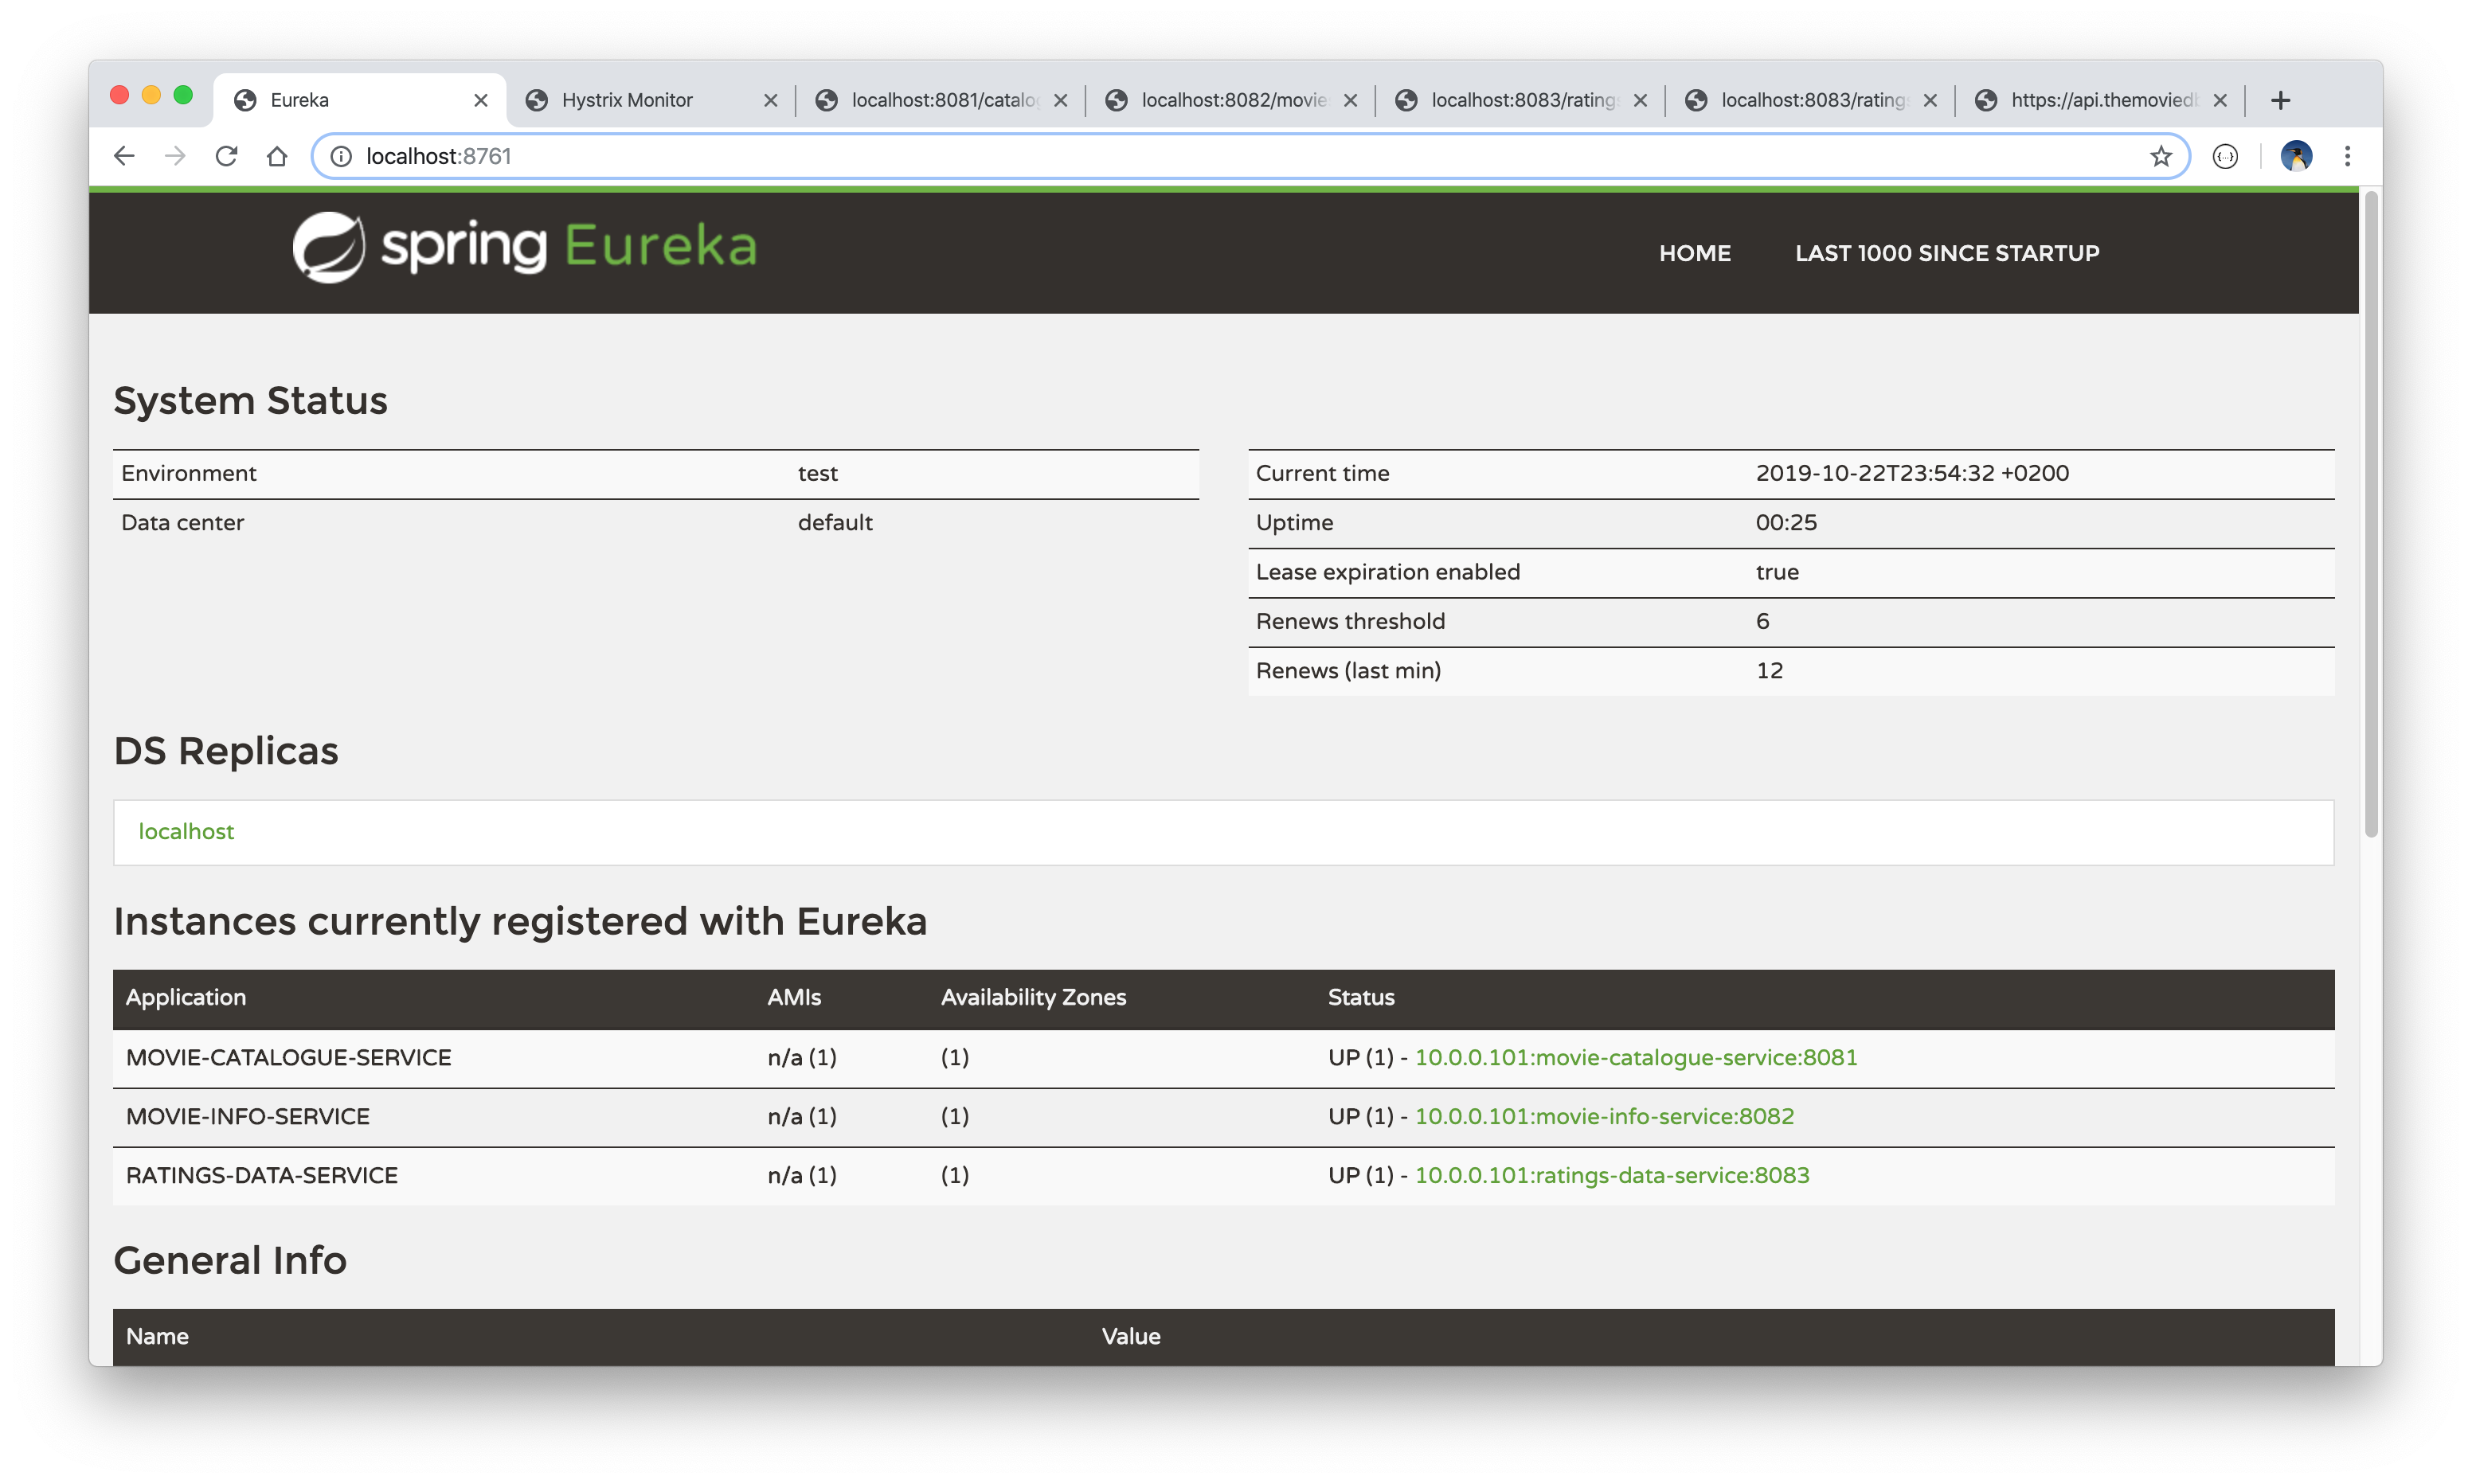 Eureka
Hystrix Monitor
localhost:8081/catalog
localhost:8082/movie
localhost:8083/ratings
localhost:8083/ratings
https://api.themoviedb
localhost:8761
spring Eureka
HOME LAST 1000 SINCE STARTUP
System Status
Environment test
Data center default
Current time 2019-10-22T23:54:32 +0200
Uptime 00:25
Lease expiration enabled true
Renews threshold 6
Renews (last min) 12
DS Replicas
localhost
Instances currently registered with Eureka
Application AMIs Availability Zones Status
MOVIE-CATALOGUE-SERVICE n/a (1) (1) UP (1) - 10.0.0.101:movie-catalogue-service:8081
MOVIE-INFO-SERVICE n/a (1) (1) UP (1) - 10.0.0.101:movie-info-service:8082
RATINGS-DATA-SERVICE n/a (1) (1) UP (1) - 10.0.0.101:ratings-data-service:8083
General Info
Name Value